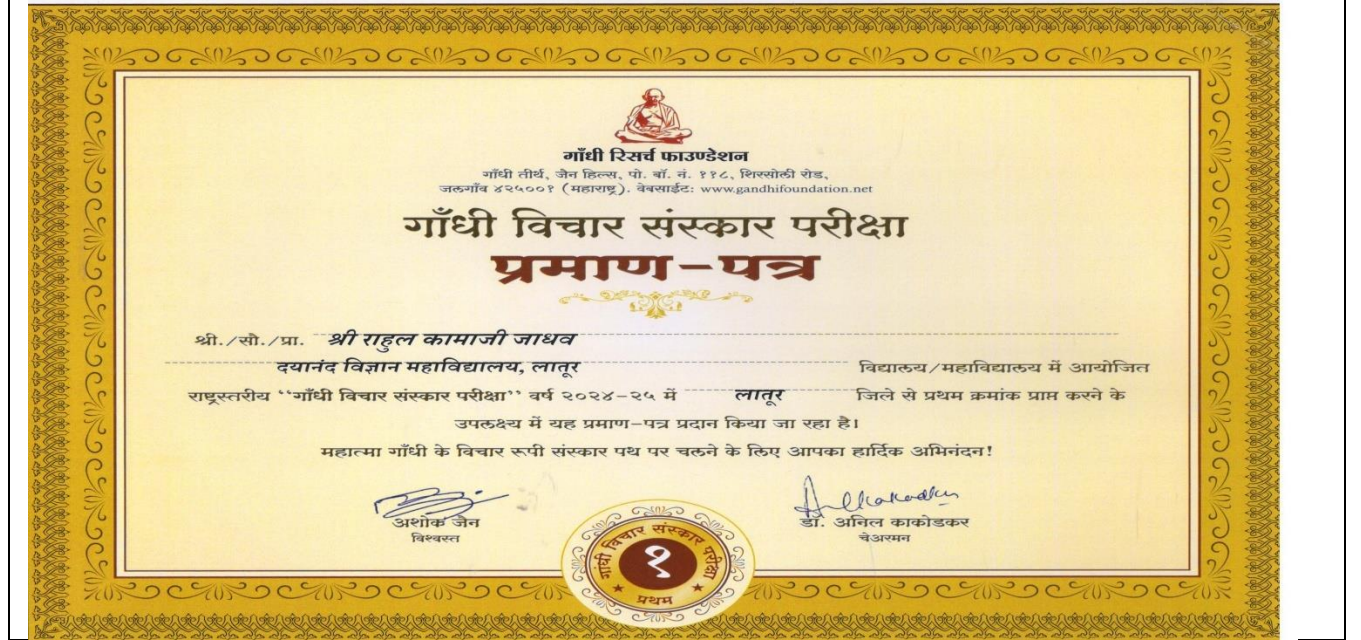 गाँधी रिसर्च फाउण्डेशन
गाँधी तीर्थ, जैन हिल्स, पो. बॉ. नं. ११८, शिरसोली रोड,
जलगाँव ४२५००१ (महाराष्ट्र). वेबसाईट: www.gandhifoundation.net
गाँधी विचार संस्कार परीक्षा
प्रमाण-पत्र
श्री./सौ./प्रा. श्री राहुल कामाजी जाधव
दयानंद विज्ञान महाविद्यालय, लातूर विद्यालय/महाविद्यालय में आयोजित
राष्ट्रस्तरीय ‘‘गाँधी विचार संस्कार परीक्षा’’ वर्ष २०२४-२५ में लातूर जिले से प्रथम क्रमांक प्राप्त करने के
उपलक्ष्य में यह प्रमाण-पत्र प्रदान किया जा रहा है।
महात्मा गाँधी के विचार रूपी संस्कार पथ पर चलने के लिए आपका हार्दिक अभिनंदन!
अशोक जैन
विश्वस्त
डॉ. अनिल काकोडकर
चेअरमन
गांधी विचार संस्कार परीक्षा
१
प्रथम